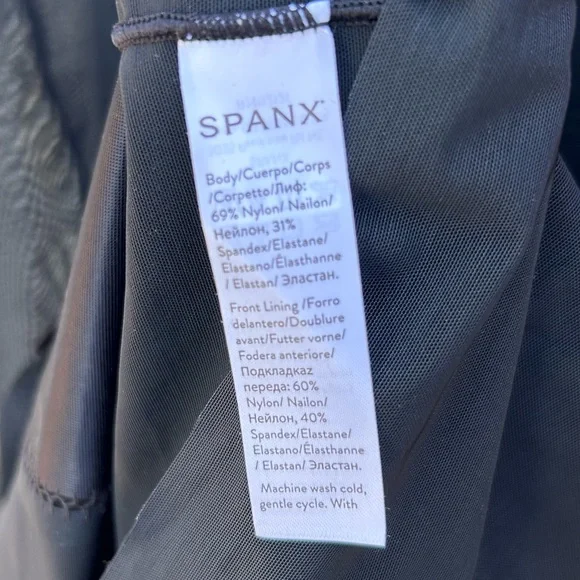 SPANX
Body/Cuerpo/Corps
/Corpetto/Лиф:
69% Nylon/ Nailon/
Нейлон, 31%
Spandex/Elastane/
Elastano/Élasthanne
/ Elastan/ Эластан.
Front Lining /Forro
delantero/Doublure
avant/Futter vorne/
Fodera anteriore/
Подкладкаz
переда: 60%
Nylon/ Nailon/
Нейлон, 40%
Spandex/Elastane/
Elastano/Élasthanne
/ Elastan/ Эластан.
Machine wash cold,
gentle cycle. With